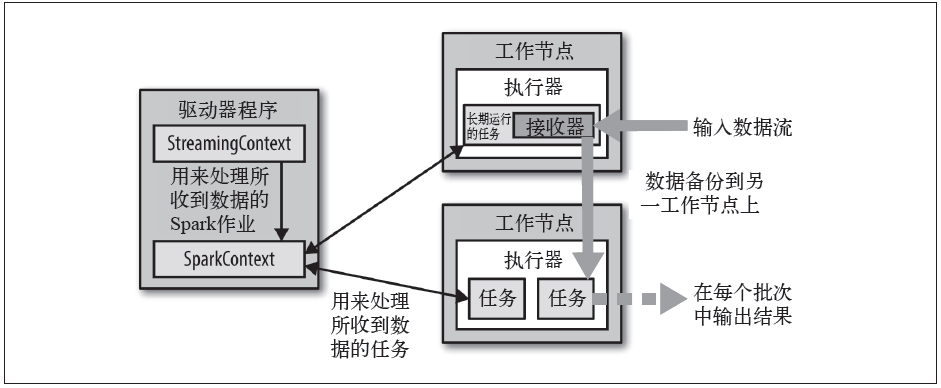 驱动器程序
StreamingContext
用来处理所
收到数据的
Spark作业
SparkContext
工作节点
执行器
长期运行
的任务
接收器
输入数据流
数据备份到另
一工作节点上
工作节点
执行器
任务
任务
在每个批次
中输出结果
用来处理
所收到数
据的任务